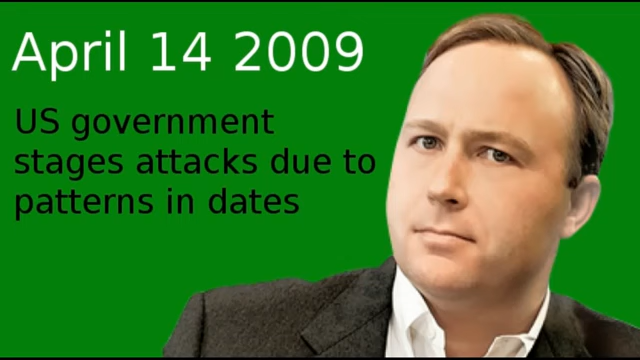 April 14 2009
US government
stages attacks due to
patterns in dates